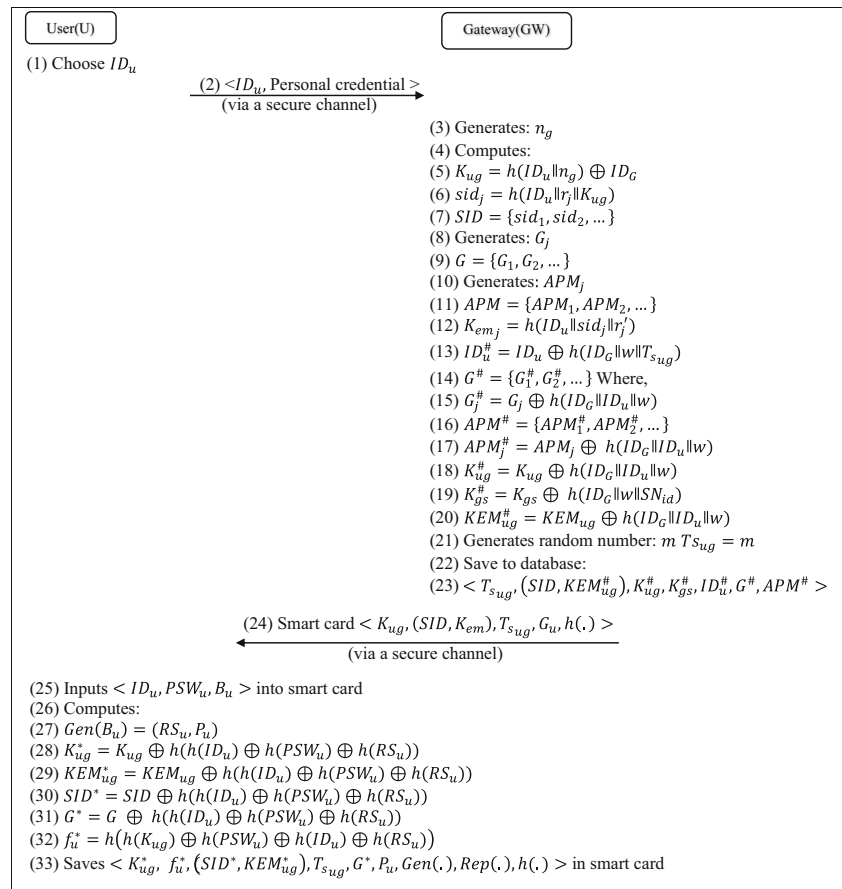 User(U)
Gateway(GW)
(1) Choose ID_u
(2) <ID_u, Personal credential >
(via a secure channel)
(3) Generates: n_g
(4) Computes:
(5) K_ug = h(ID_u‖n_g) ⊕ ID_G
(6) sid_j = h(ID_u‖r_j‖K_ug)
(7) SID = {sid_1, sid_2, … }
(8) Generates: G_j
(9) G = {G_1, G_2, … }
(10) Generates: APM_j
(11) APM = {APM_1, APM_2, … }
(12) K_em_j = h(ID_u‖sid_j‖r_j′)
(13) ID_u^# = ID_u ⊕ h(ID_G‖w‖T_s_ug)
(14) G^# = {G_1^#, G_2^#, … } Where,
(15) G_j^# = G_j ⊕ h(ID_G‖ID_u‖w)
(16) APM^# = {APM_1^#, APM_2^#, … }
(17) APM_j^# = APM_j ⊕ h(ID_G‖ID_u‖w)
(18) K_ug^# = K_ug ⊕ h(ID_G‖ID_u‖w)
(19) K_gs^# = K_gs ⊕ h(ID_G‖w‖SN_id)
(20) KEM_ug^# = KEM_ug ⊕ h(ID_G‖ID_u‖w)
(21) Generates random number: m Ts_ug = m
(22) Save to database:
(23) < T_s_ug, (SID, KEM_ug^#), K_ug^#, K_gs^#, ID_u^#, G^#, APM^# >
(24) Smart card < K_ug, (SID, K_em), T_s_ug, G_u, h(.) >
(via a secure channel)
(25) Inputs < ID_u, PSW_u, B_u > into smart card
(26) Computes:
(27) Gen(B_u) = (RS_u, P_u)
(28) K_ug^* = K_ug ⊕ h(h(ID_u) ⊕ h(PSW_u) ⊕ h(RS_u))
(29) KEM_ug^* = KEM_ug ⊕ h(h(ID_u) ⊕ h(PSW_u) ⊕ h(RS_u))
(30) SID^* = SID ⊕ h(h(ID_u) ⊕ h(PSW_u) ⊕ h(RS_u))
(31) G^* = G ⊕ h(h(ID_u) ⊕ h(PSW_u) ⊕ h(RS_u))
(32) f_u^* = h(h(K_ug) ⊕ h(PSW_u) ⊕ h(ID_u) ⊕ h(RS_u))
(33) Saves < K_ug^*, f_u^*, (SID^*, KEM_ug^*), T_s_ug, G^*, P_u, Gen(.), Rep(.), h(.) > in smart card